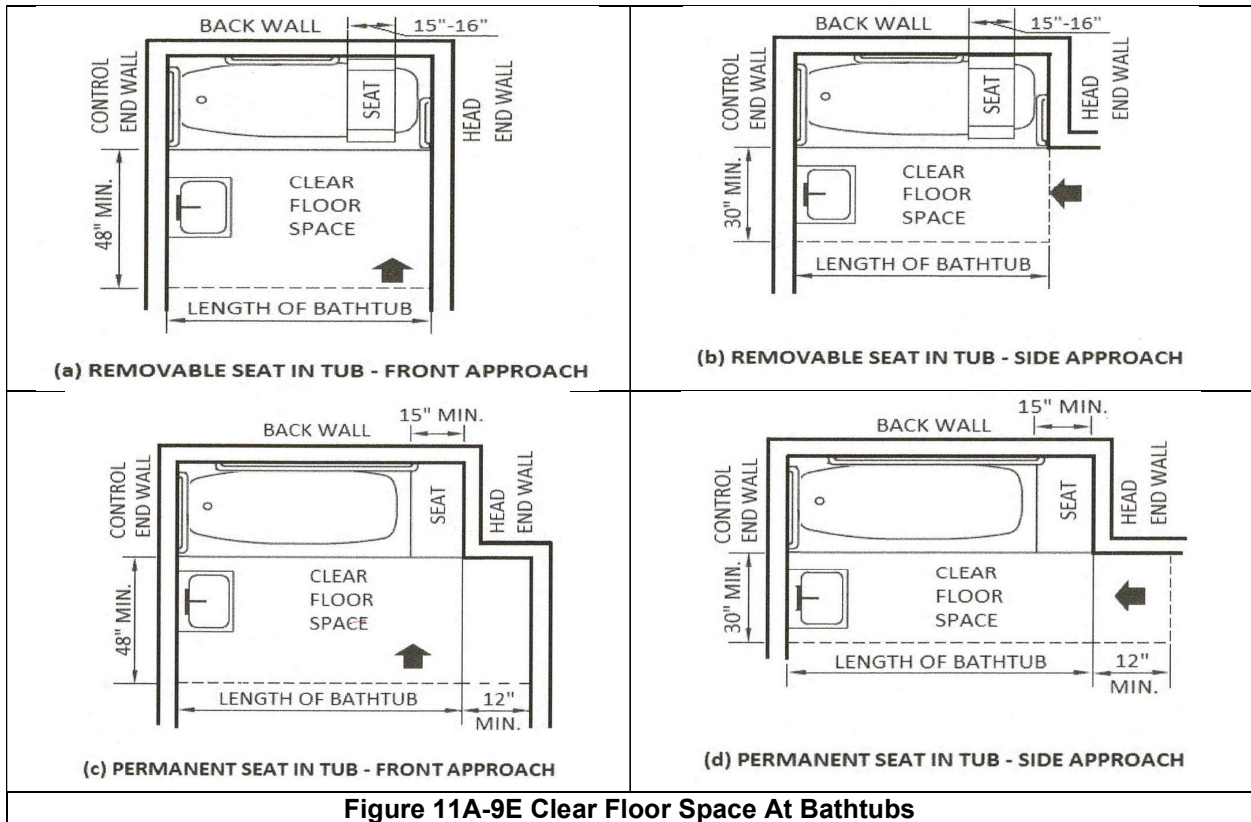 BACK WALL
15"-16"
CONTROL
END WALL
SEAT
HEAD
END WALL
48" MIN.
CLEAR
FLOOR
SPACE
LENGTH OF BATHTUB
(a) REMOVABLE SEAT IN TUB - FRONT APPROACH
BACK WALL
15"-16"
CONTROL
END WALL
SEAT
HEAD
END WALL
30" MIN.
CLEAR
FLOOR
SPACE
LENGTH OF BATHTUB
(b) REMOVABLE SEAT IN TUB - SIDE APPROACH
15" MIN.
BACK WALL
CONTROL
END WALL
SEAT
HEAD
END WALL
48" MIN.
CLEAR
FLOOR
SPACE
LENGTH OF BATHTUB
12"
MIN.
(c) PERMANENT SEAT IN TUB - FRONT APPROACH
15" MIN.
BACK WALL
CONTROL
END WALL
SEAT
HEAD
END WALL
30" MIN.
CLEAR
FLOOR
SPACE
LENGTH OF BATHTUB
12"
MIN.
(d) PERMANENT SEAT IN TUB - SIDE APPROACH
Figure 11A-9E Clear Floor Space At Bathtubs